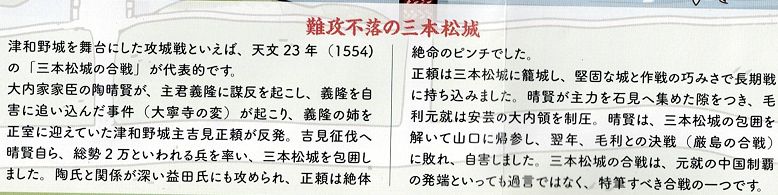 難攻不落の三本松城
津和野城を舞台にした攻城戦といえば、天文23年（1554）
の「三本松城の合戦」が代表的です。
大内家家臣の陶晴賢が、主君義隆に謀反を起こし、義隆を自
害に追い込んだ事件（大寧寺の変）が起こり、義隆の姉を
正室に迎えていた津和野城主吉見正頼が反発。吉見征伐へ
晴賢自ら、総勢2万といわれる兵を率い、三本松城を包囲し
ました。陶氏と関係が深い益田氏にも攻められ、正頼は絶体
絶命のピンチでした。
正頼は三本松城に籠城し、堅固な城と作戦の巧みさで長期戦
に持ち込みました。晴賢が主力を石見へ集めた隙をつき、毛
利元就は安芸の大内領を制圧。晴賢は、三本松城の包囲を
解いて山口に帰参し、翌年、毛利との決戦（厳島の合戦）
に敗れ、自害しました。三本松城の合戦は、元就の中国制覇
の発端といっても過言ではなく、特筆すべき合戦の一つです。